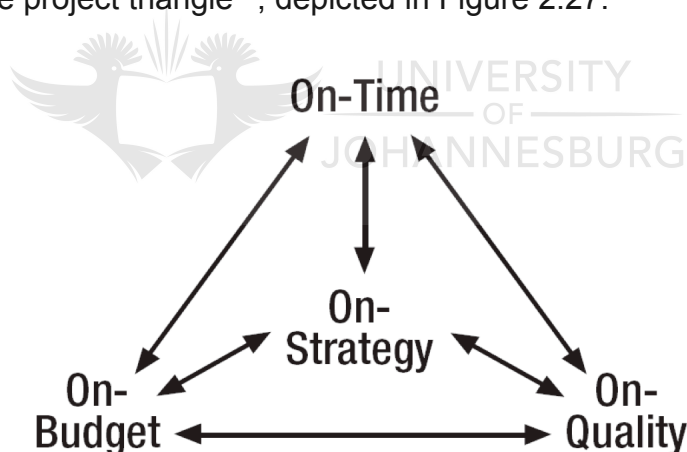 e project triangle , depicted in Figure 2.27.
UNIVERSITY
OF
JOHANNESBURG
On-Time
On-
Strategy
On-
Budget
On-
Quality